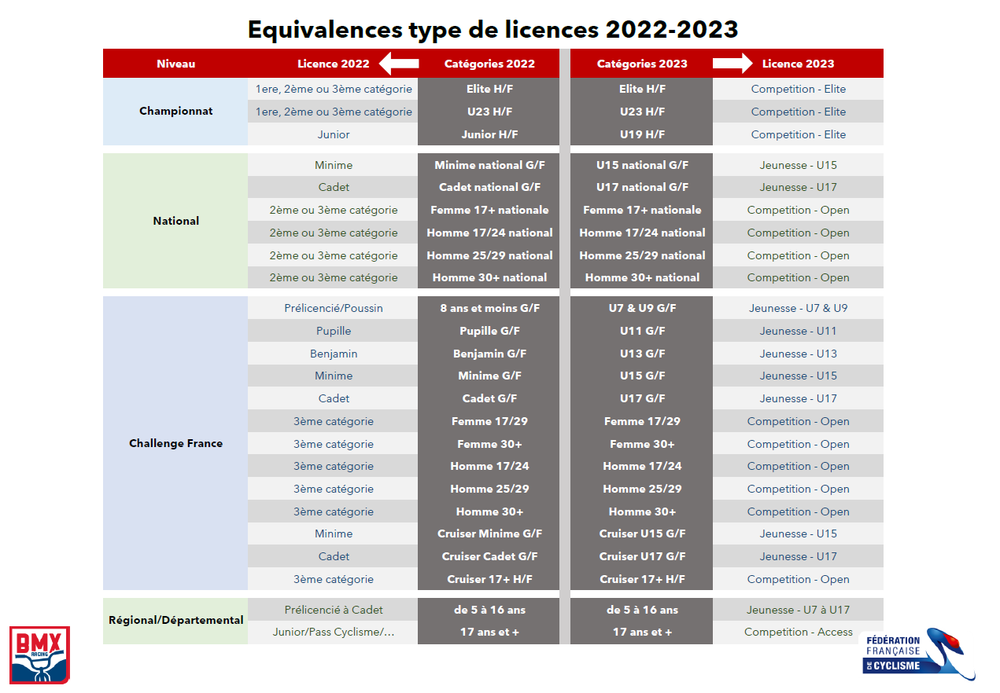 Equivalences type de licences 2022-2023
Niveau Licence 2022 Catégories 2022 Catégories 2023 Licence 2023
1ere, 2ème ou 3ème catégorie Elite H/F Elite H/F Competition - Elite
Championnat 1ere, 2ème ou 3ème catégorie U23 H/F U23 H/F Competition - Elite
Junior Junior H/F U19 H/F Competition - Elite
Minime Minime national G/F U15 national G/F Jeunesse - U15
Cadet Cadet national G/F U17 national G/F Jeunesse - U17
2ème ou 3ème catégorie Femme 17+ nationale Femme 17+ nationale Competition - Open
National
2ème ou 3ème catégorie Homme 17/24 national Homme 17/24 national Competition - Open
2ème ou 3ème catégorie Homme 25/29 national Homme 25/29 national Competition - Open
2ème ou 3ème catégorie Homme 30+ national Homme 30+ national Competition - Open
Prélicencié/Poussin 8 ans et moins G/F U7 & U9 G/F Jeunesse - U7 & U9
Pupille Pupille G/F U11 G/F Jeunesse - U11
Benjamin Benjamin G/F U13 G/F Jeunesse - U13
Minime Minime G/F U15 G/F Jeunesse - U15
Cadet Cadet G/F U17 G/F Jeunesse - U17
3ème catégorie Femme 17/29 Femme 17/29 Competition - Open
Challenge France 3ème catégorie Femme 30+ Femme 30+ Competition - Open
3ème catégorie Homme 17/24 Homme 17/24 Competition - Open
3ème catégorie Homme 25/29 Homme 25/29 Competition - Open
3ème catégorie Homme 30+ Homme 30+ Competition - Open
Minime Cruiser Minime G/F Cruiser U15 G/F Jeunesse - U15
Cadet Cruiser Cadet G/F Cruiser U17 G/F Jeunesse - U17
3ème catégorie Cruiser 17+ H/F Cruiser 17+ H/F Competition - Open
Prélicencié à Cadet de 5 à 16 ans de 5 à 16 ans Jeunesse - U7 à U17
Régional/Départemental
Junior/Pass Cyclisme/... 17 ans et + 17 ans et + Competition - Access
BMX
RACING
FÉDÉRATION
FRANÇAISE
DE CYCLISME